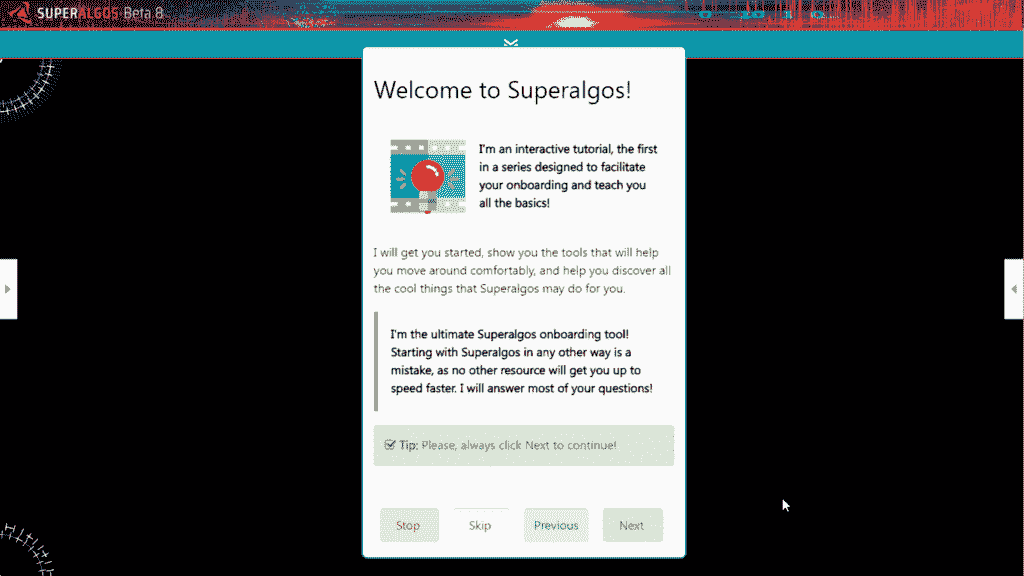 SUPERALGOS Beta 8
Welcome to Superalgos!
I'm an interactive tutorial, the first
in a series designed to facilitate
your onboarding and teach you
all the basics!
I will get you started, show you the tools that will help
you move around comfortably, and help you discover all
the cool things that Superalgos may do for you.
I'm the ultimate Superalgos onboarding tool!
Starting with Superalgos in any other way is a
mistake, as no other resource will get you up to
speed faster. I will answer most of your questions!
Tip: Please, always click Next to continue!
Stop Skip Previous Next